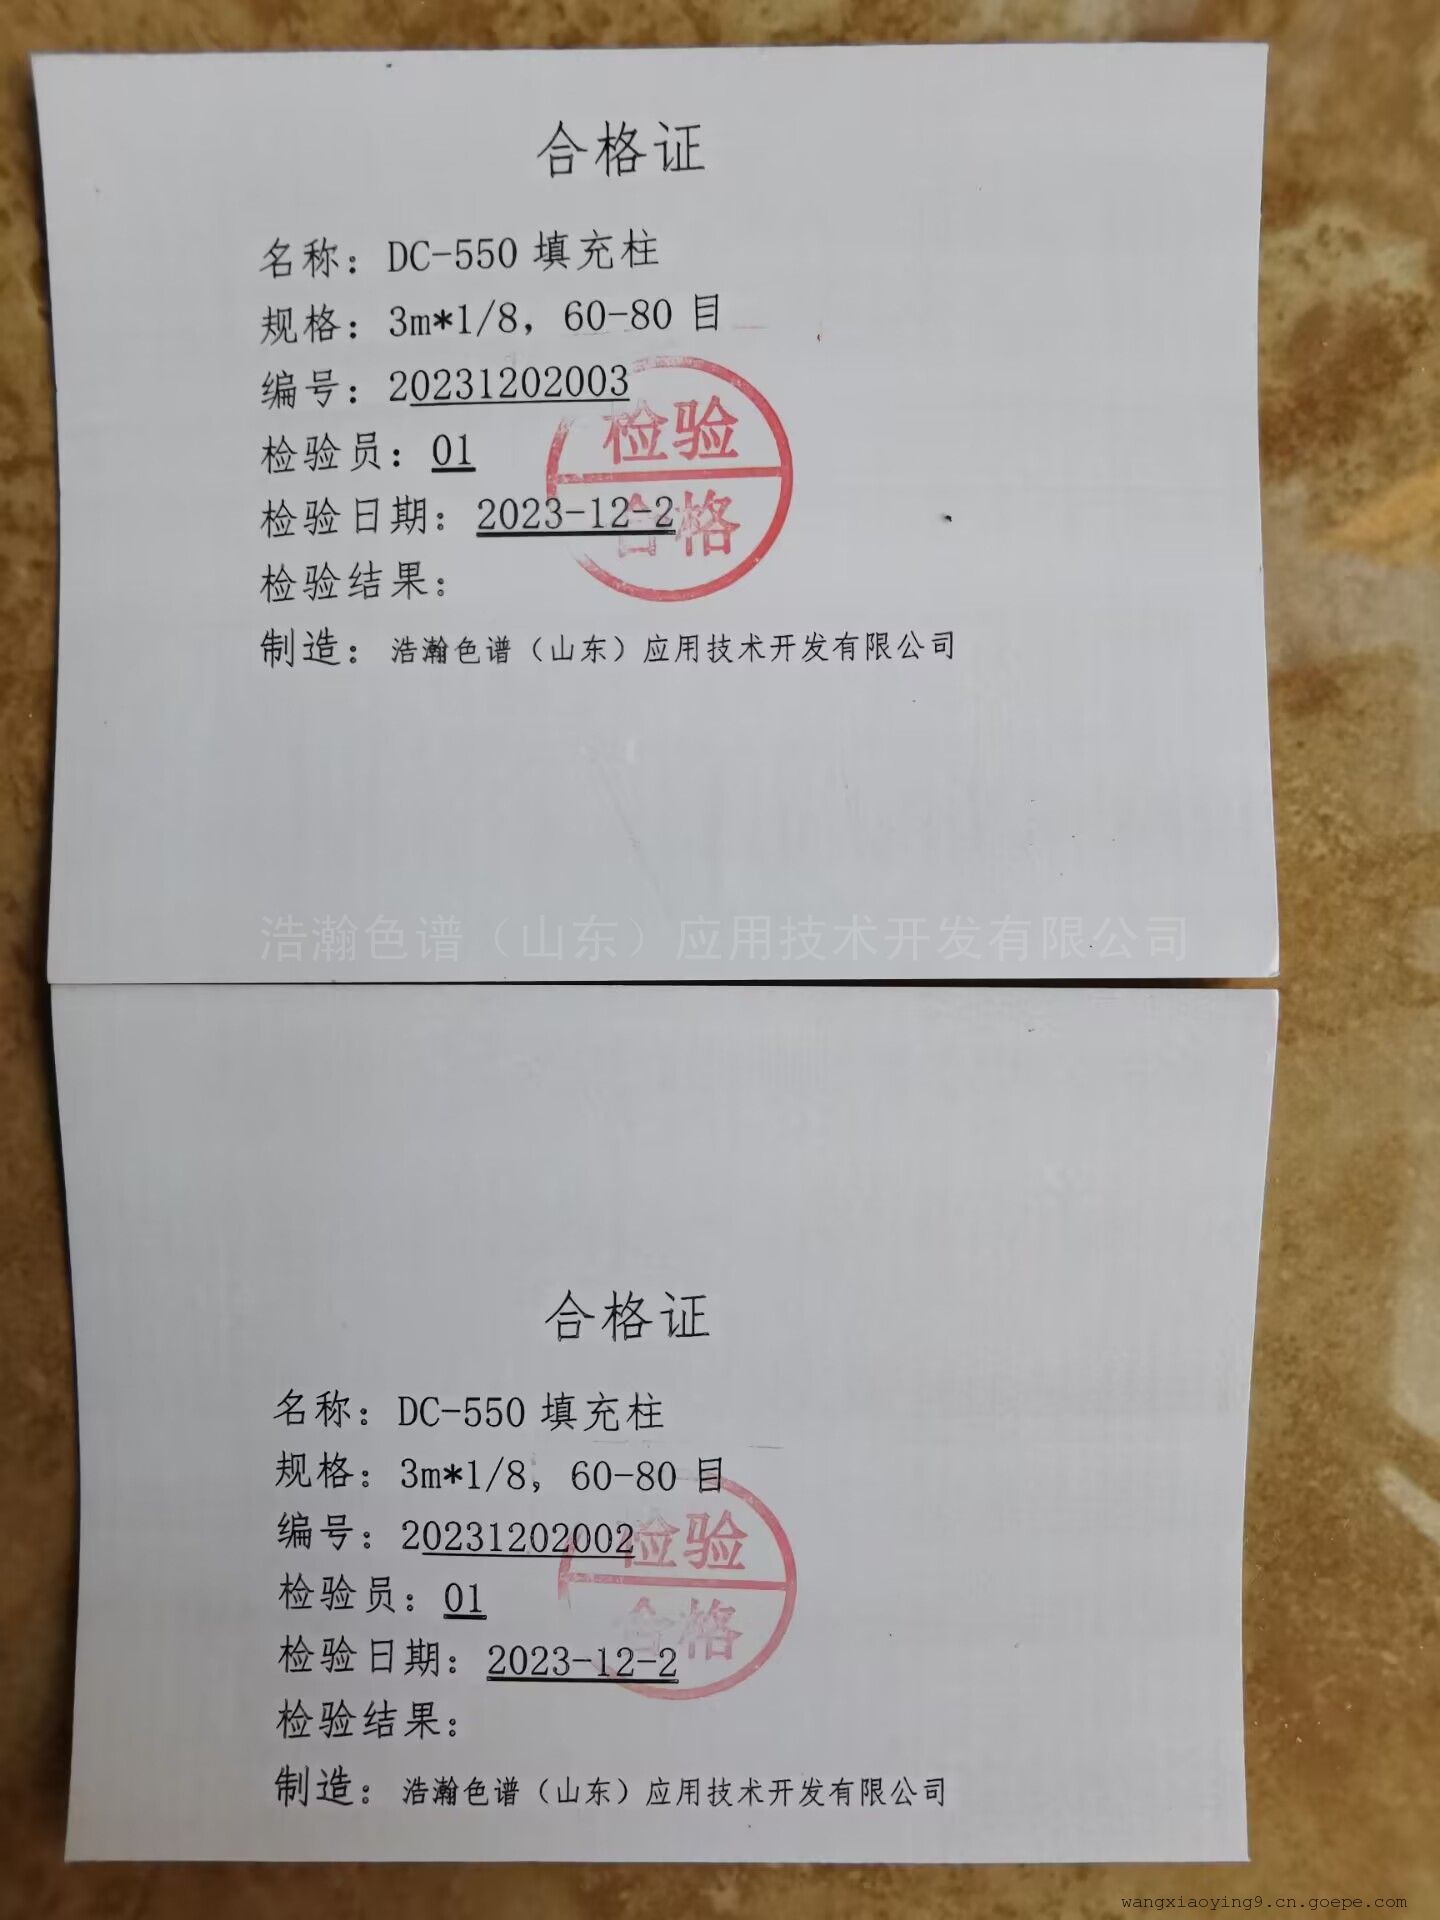 合格证
名称：DC-550 填充柱
规格：3m*1/8，60-80 目
编号：20231202003
检验员：01
检验日期：2023-12-2
检验结果：
检验
合格
制造：浩瀚色谱（山东）应用技术开发有限公司
浩瀚色谱（山东）应用技术开发有限公司
合格证
名称：DC-550 填充柱
规格：3m*1/8，60-80 目
编号：20231202002
检验员：01
检验日期：2023-12-2
检验结果：
检验
合格
制造：浩瀚色谱（山东）应用技术开发有限公司
wangxiaoying9.cn.goepe.com